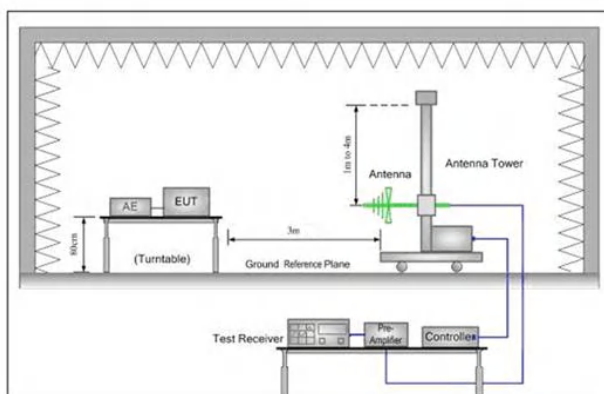 1m to 4m
Antenna
Antenna Tower
AE
EUT
80cm
(Turntable)
3m
Ground Reference Plane
Test Receiver
Pre-
Amplifier
Controller